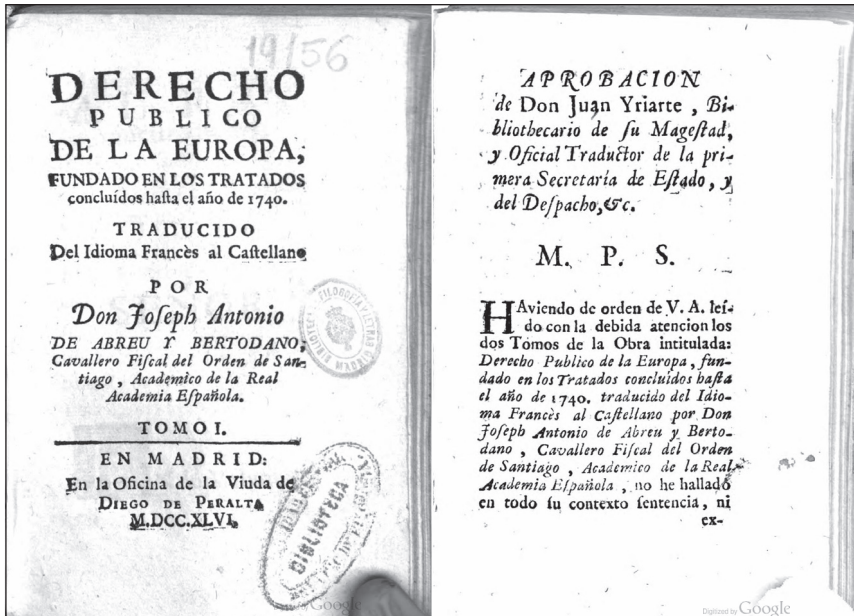 19/56
DERECHO
PUBLICO
DE LA EUROPA,
FUNDADO EN LOS TRATADOS
concluídos haſta el año de 1740.
TRADUCIDO
Del Idioma Francès al Caſtellano
POR
Don Joſeph Antonio
DE ABREU Y BERTODANO,
Cavallero Fiſcal del Orden de San-
tiago, Academico de la Real
Academia Eſpañola.
TOMO I.
EN MADRID:
En la Oficina de la Viuda de
DIEGO DE PERALTA
M.DCC.XLVI.
FILOSOFIA Y LETRAS
BIBLIOTECA
Google
APROBACION
de Don Juan Yriarte, Bi-
bliothecario de ſu Mageſtad,
y Oficial Traductor de la pri-
mera Secretaría de Eſtado, y
del Deſpacho, &c.
M. P. S.
HAviendo de orden de V. A. leí-
do con la debida atencion los
dos Tomos de la Obra intitulada:
Derecho Publico de la Europa, fun-
dado en los Tratados concluídos haſta
el año de 1740. traducido del Idio-
ma Francès al Caſtellano por Don
Joſeph Antonio de Abreu y Berto-
dano, Cavallero Fiſcal del Orden
de Santiago, Academico de la Real
Academia Eſpañola, no he hallado
en todo ſu contexto ſentencia, ni
ex-
Digitized by Google